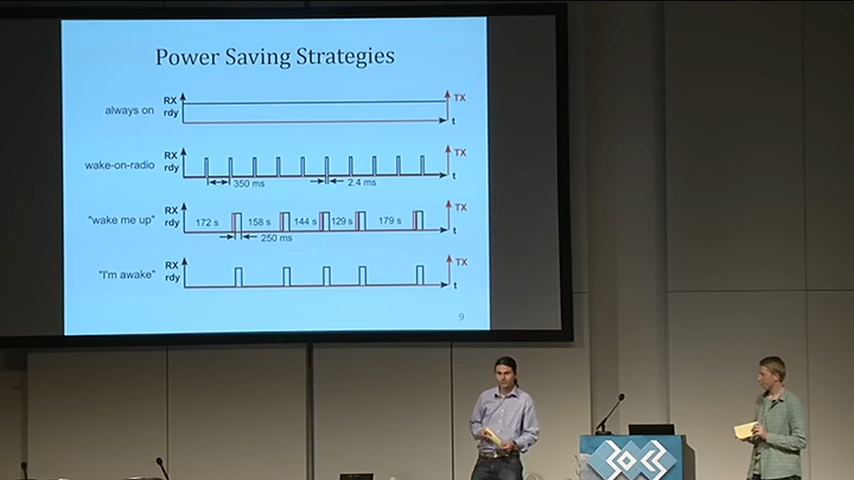 Power Saving Strategies
always on RX rdy TX t
wake-on-radio RX rdy TX t
350 ms 2.4 ms
"wake me up" RX rdy 172 s 158 s 144 s 129 s 179 s TX t
250 ms
"I'm awake" RX rdy TX t
9
30C3